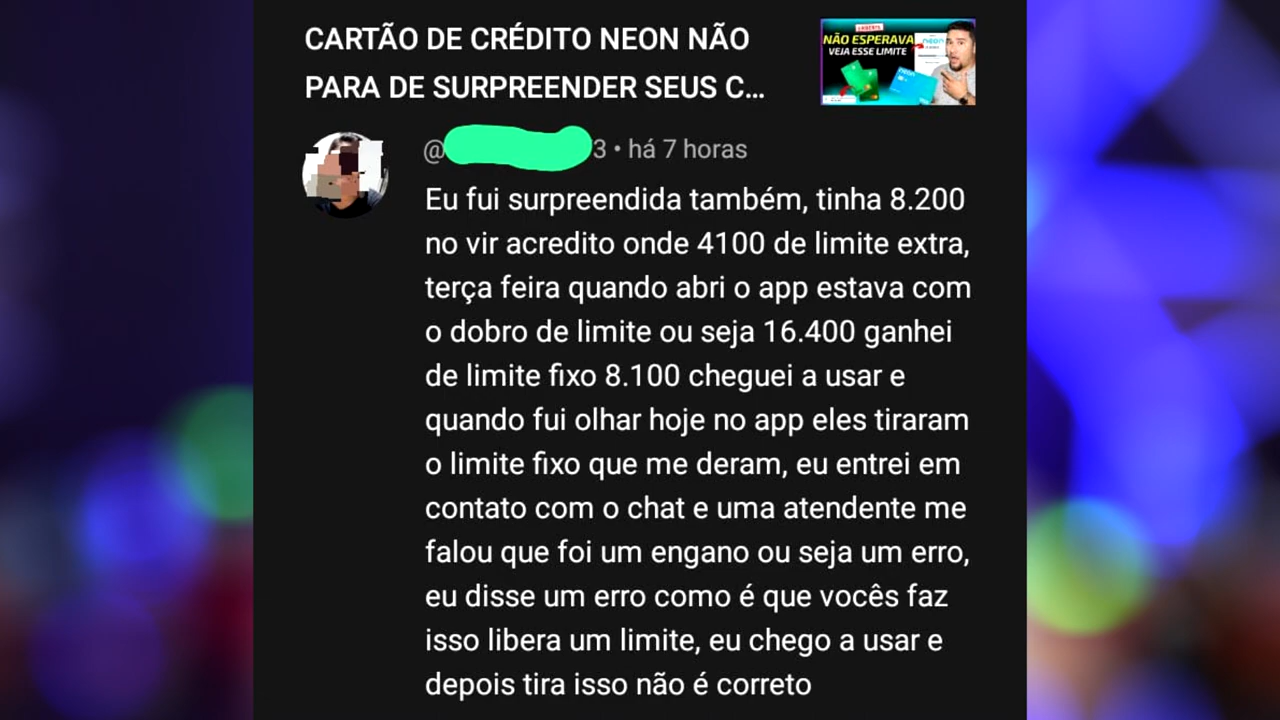 CARTÃO DE CRÉDITO NEON NÃO
PARA DE SURPREENDER SEUS C...
NÃO ESPERAVA
VEJA ESSE LIMITE
neon
@
3 • há 7 horas
Eu fui surpreendida também, tinha 8.200
no vir acredito onde 4100 de limite extra,
terça feira quando abri o app estava com
o dobro de limite ou seja 16.400 ganhei
de limite fixo 8.100 cheguei a usar e
quando fui olhar hoje no app eles tiraram
o limite fixo que me deram, eu entrei em
contato com o chat e uma atendente me
falou que foi um engano ou seja um erro,
eu disse um erro como é que vocês faz
isso libera um limite, eu chego a usar e
depois tira isso não é correto